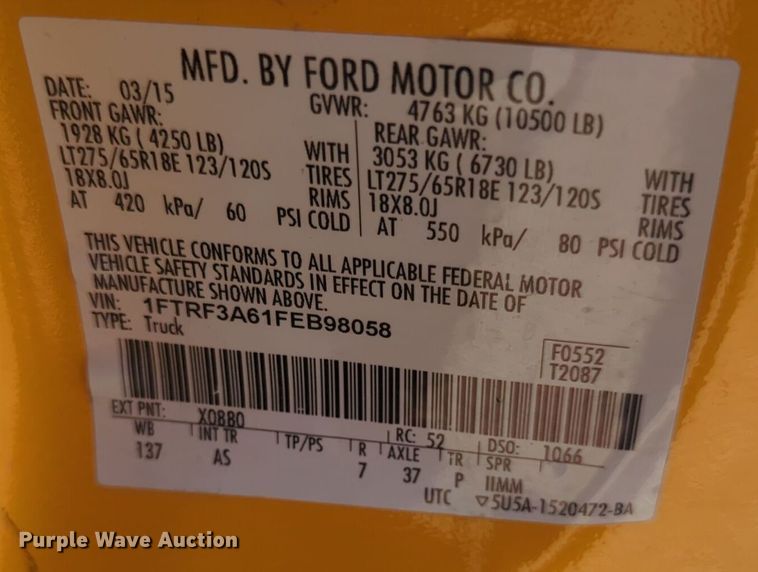 MFD. BY FORD MOTOR CO.
DATE: 03/15 GVWR: 4763 KG (10500 LB)
FRONT GAWR: REAR GAWR:
1928 KG ( 4250 LB) WITH 3053 KG ( 6730 LB) WITH
LT275/65R18E 123/120S TIRES LT275/65R18E 123/120S TIRES
18X8.0J RIMS 18X8.0J RIMS
AT 420 kPa/ 60 PSI COLD AT 550 kPa/ 80 PSI COLD
THIS VEHICLE CONFORMS TO ALL APPLICABLE FEDERAL MOTOR
VEHICLE SAFETY STANDARDS IN EFFECT ON THE DATE OF
MANUFACTURE SHOWN ABOVE.
VIN: 1FTRF3A61FEB98058
TYPE: Truck
F0552
T2087
EXT PNT: X0880 RC: 52 DSO: 1066
WB INT TR TP/PS R AXLE TR SPR
137 AS 7 37 P IIMM
UTC ▽5U5A-1520472-BA
Purple Wave Auction